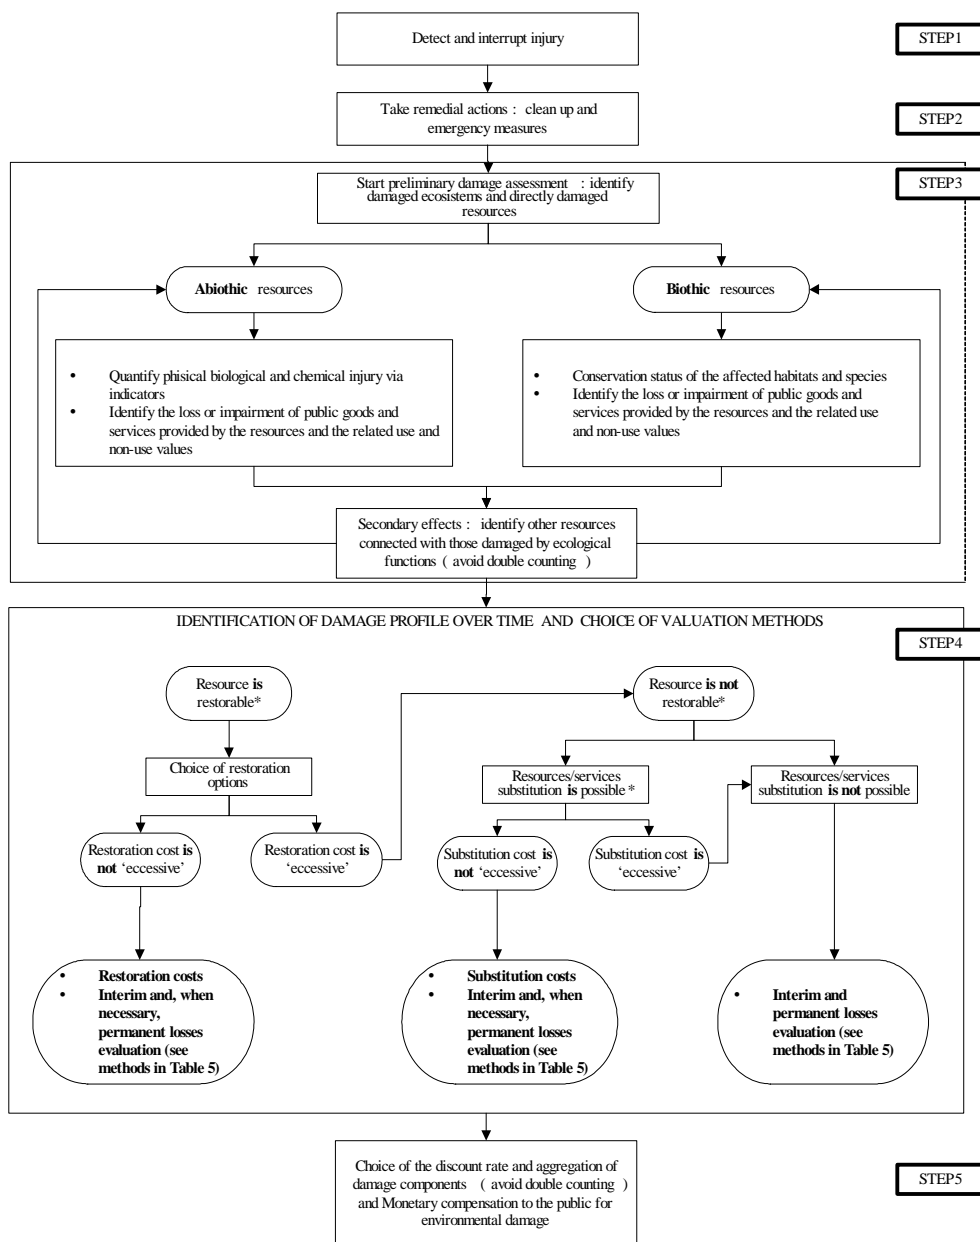 Detect and interrupt injury
STEP1
Take remedial actions : clean up and
emergency measures
STEP2
Start preliminary damage assessment : identify
damaged ecosystems and directly damaged
resources
STEP3
Abiothic resources
Biothic resources
• Quantify phisical biological and chemical injury via
indicators
• Identify the loss or impairment of public goods and
services provided by the resources and the related use and
non-use values
• Conservation status of the affected habitats and species
• Identify the loss or impairment of public goods and
services provided by the resources and the related use
and non-use values
Secondary effects : identify other resources
connected with those damaged by ecological
functions ( avoid double counting )
IDENTIFICATION OF DAMAGE PROFILE OVER TIME AND CHOICE OF VALUATION METHODS
STEP4
Resource is
restorable*
Resource is not
restorable*
Choice of restoration
options
Resources/services
substitution is possible *
Resources/services
substitution is not possible
Restoration cost is
not ‘eccessive’
Restoration cost is
‘eccessive’
Substitution cost is
not ‘eccessive’
Substitution cost is
‘eccessive’
• Restoration costs
• Interim and, when
necessary,
permanent losses
evaluation (see
methods in Table 5)
• Substitution costs
• Interim and, when
necessary,
permanent losses
evaluation (see
methods in Table 5)
• Interim and
permanent losses
evaluation (see
methods in Table 5)
Choice of the discount rate and aggregation of
damage components ( avoid double counting )
and Monetary compensation to the public for
environmental damage
STEP5